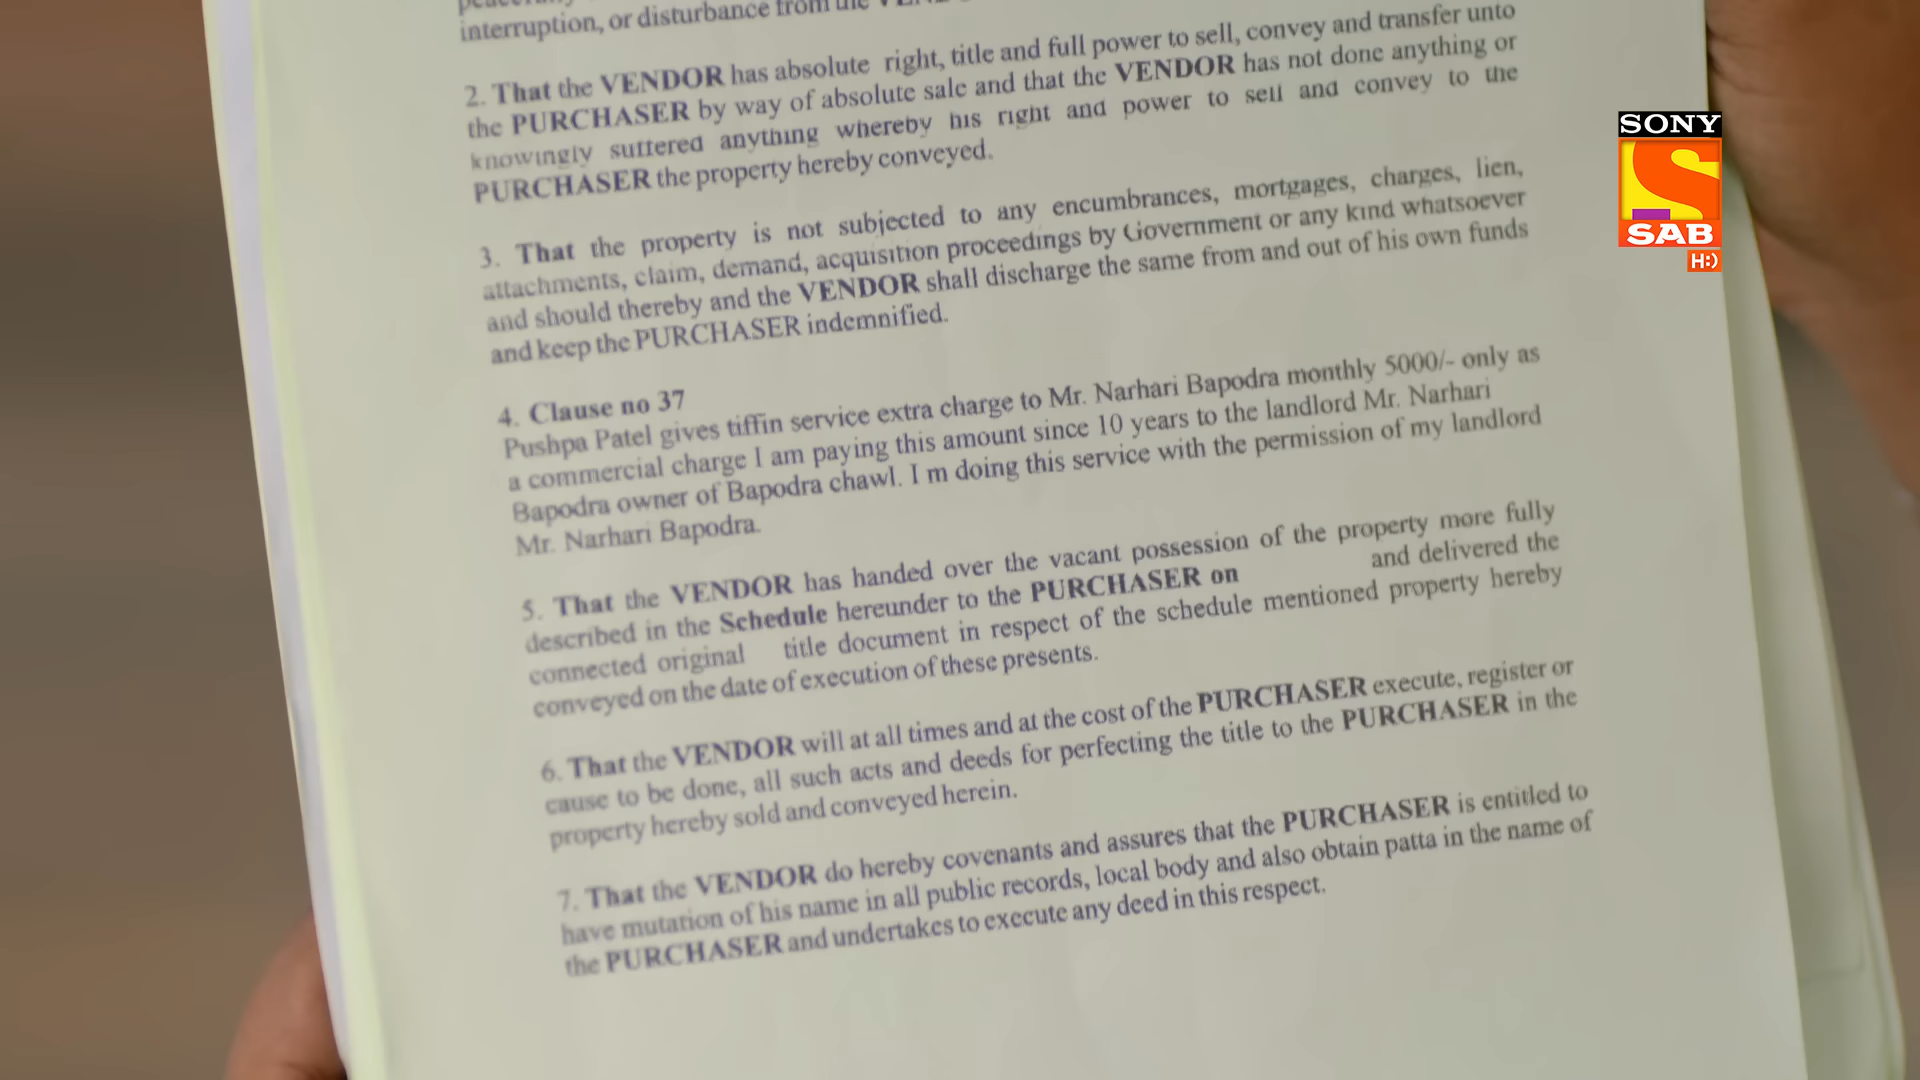 interruption, or disturbance from the
2. That the VENDOR has absolute right, title and full power to sell, convey and transfer unto
the PURCHASER by way of absolute sale and that the VENDOR has not done anything or
knowingly suffered anything whereby his right and power to sell and convey to the
PURCHASER the property hereby conveyed.
3. That the property is not subjected to any encumbrances, mortgages, charges, lien,
attachments, claim, demand, acquisition proceedings by Government or any kind whatsoever
and should thereby and the VENDOR shall discharge the same from and out of his own funds
and keep the PURCHASER indemnified.
4. Clause no 37
Pushpa Patel gives tiffin service extra charge to Mr. Narhari Bapodra monthly 5000/- only as
a commercial charge I am paying this amount since 10 years to the landlord Mr. Narhari
Bapodra owner of Bapodra chawl. I m doing this service with the permission of my landlord
Mr. Narhari Bapodra.
5. That the VENDOR has handed over the vacant possession of the property more fully
described in the Schedule hereunder to the PURCHASER on and delivered the
connected original title document in respect of the schedule mentioned property hereby
conveyed on the date of execution of these presents.
6. That the VENDOR will at all times and at the cost of the PURCHASER execute, register or
cause to be done, all such acts and deeds for perfecting the title to the PURCHASER in the
property hereby sold and conveyed herein.
7. That the VENDOR do hereby covenants and assures that the PURCHASER is entitled to
have mutation of his name in all public records, local body and also obtain patta in the name of
the PURCHASER and undertakes to execute any deed in this respect.
SONY
SAB
H:)